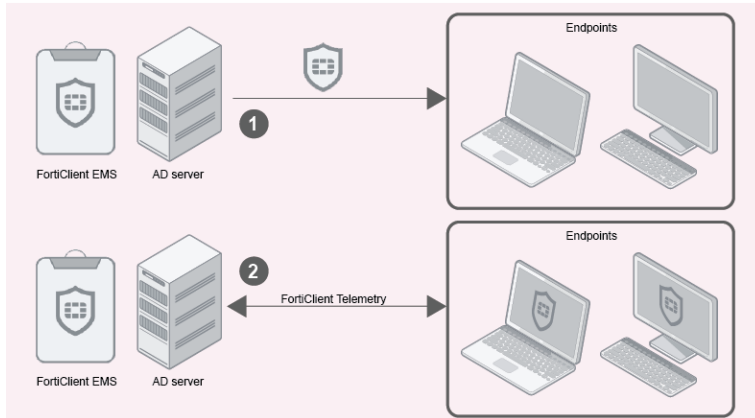 Endpoints
1
FortiClient EMS
AD server
Endpoints
2
FortiClient Telemetry
FortiClient EMS
AD server